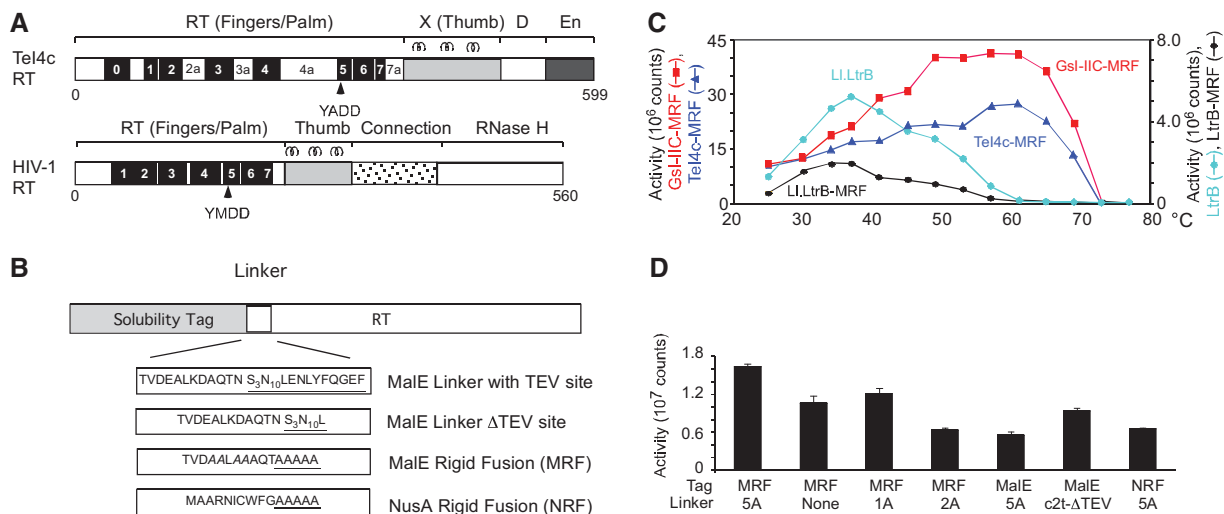 A
RT (Fingers/Palm) X (Thumb) D En
Tel4c
RT
0 1 2 2a 3 3a 4 4a 5 6 7 7a
0 599
YADD
RT (Fingers/Palm) Thumb Connection RNase H
HIV-1
RT
1 2 3 4 5 6 7
0 560
YMDD
B
Linker
Solubility Tag RT
TVDEALKDAQTN S3N10LENLYFQGEF MalE Linker with TEV site
TVDEALKDAQTN S3N10L MalE Linker ΔTEV site
TVDAALAAAQTAAAAA MalE Rigid Fusion (MRF)
MAARNICWFGAAAAA NusA Rigid Fusion (NRF)
C
Activity (10^6 counts)
GsI-IIC-MRF (-■-),
Tel4c-MRF (-▲-)
45
30
15
0
GsI-IIC-MRF
LI.LtrB
Tel4c-MRF
LI.LtrB-MRF
8.0
4.0
2.0
0
Activity (10^6 counts),
LtrB (-◆-), LtrB-MRF (-◆-)
20 30 40 50 60 70 80
°C
D
Activity (10^7 counts)
1.8
1.2
0.6
0
Tag MRF MRF MRF MRF MalE MalE NRF
Linker 5A None 1A 2A 5A c2t-ΔTEV 5A